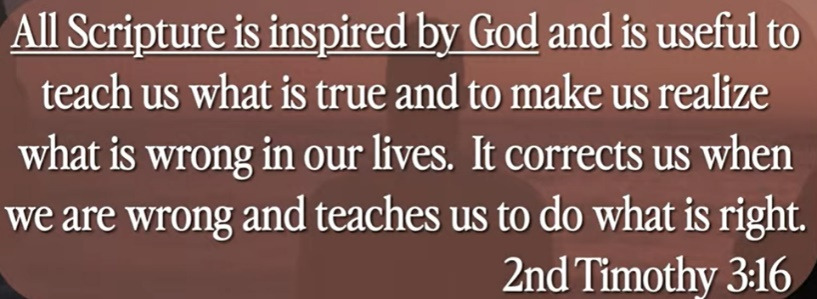 All Scripture is inspired by God and is useful to
teach us what is true and to make us realize
what is wrong in our lives.  It corrects us when
we are wrong and teaches us to do what is right.
2nd Timothy 3:16